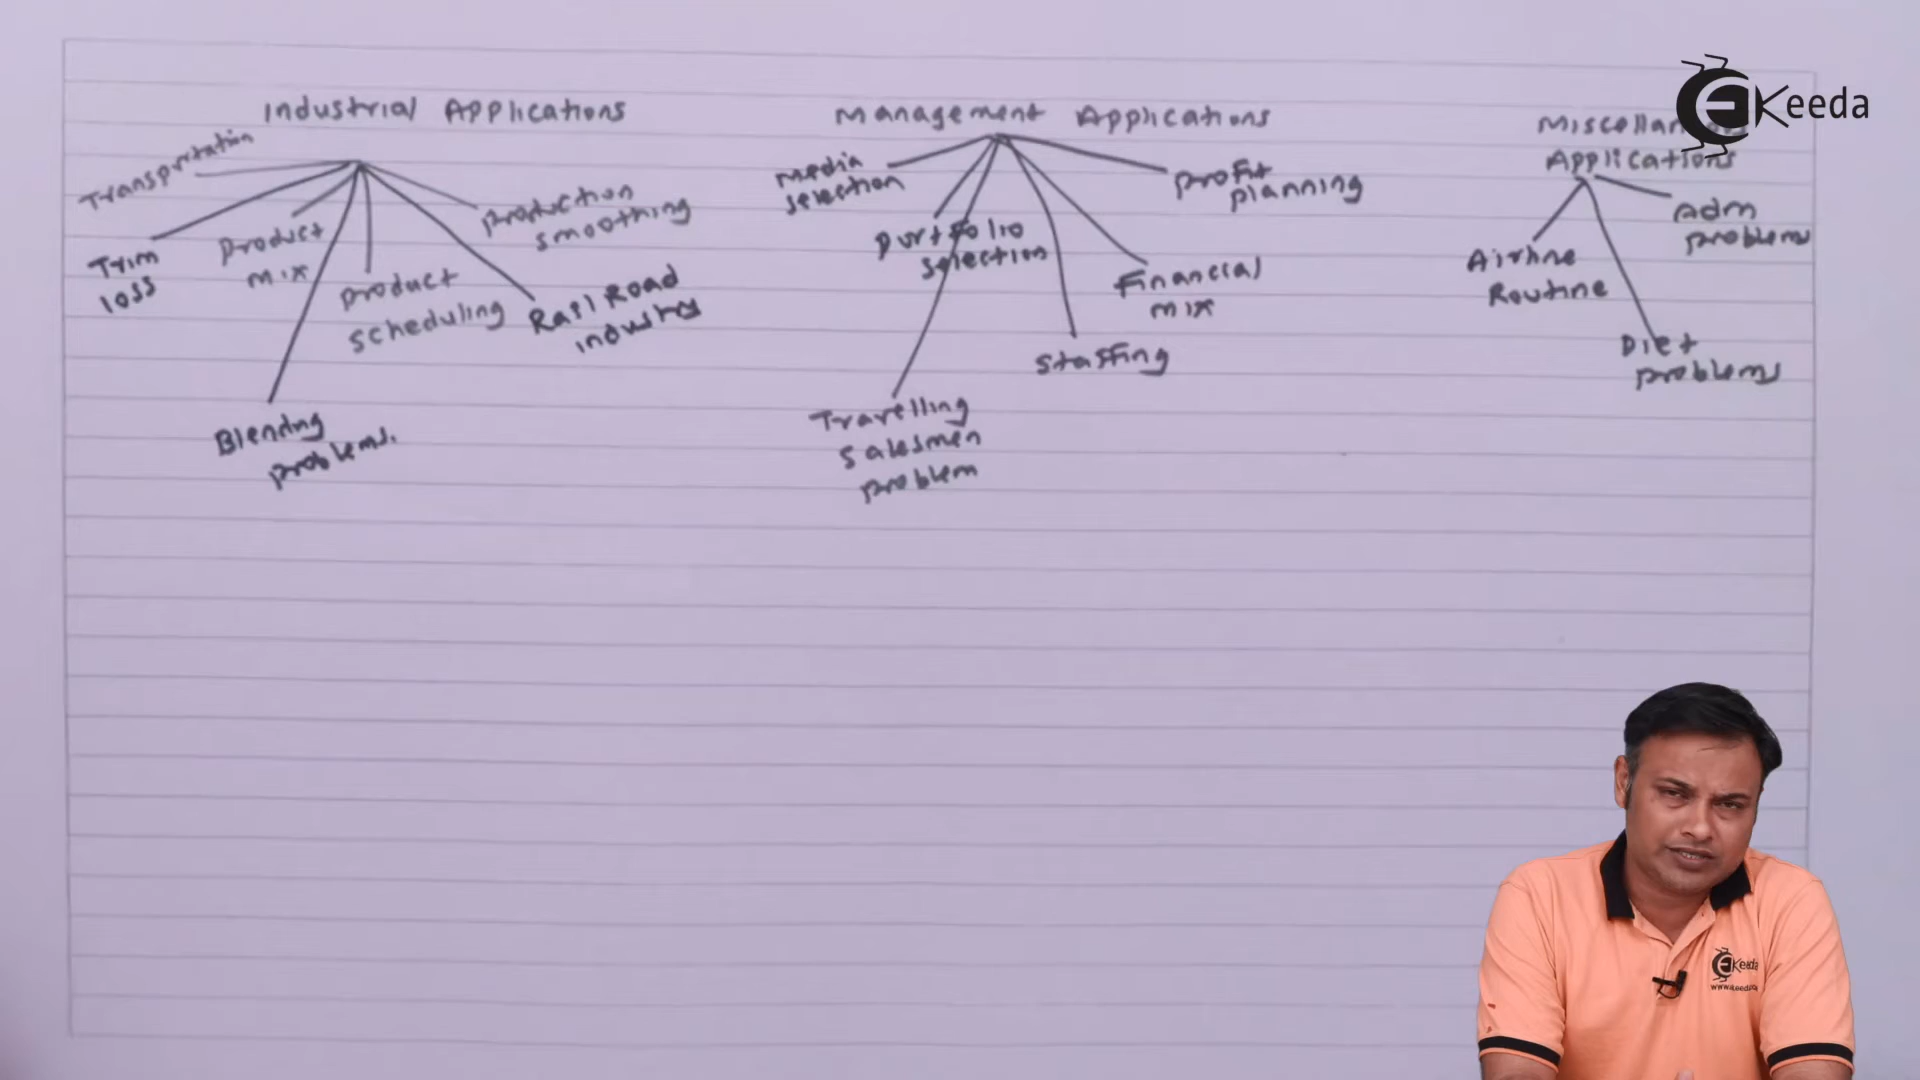 Industrial Applications
Transportation
Trim
loss
Product
mix
Blending
problems.
product
scheduling
Rail Road
industry
production
smoothing
Management Applications
Media
selection
portfolio
selection
Travelling
salesmen
problem
staffing
Financial
mix
profit
planning
Applications
Airline
Routine
Diet
problems
Adm
problems
eKeeda
eKeeda